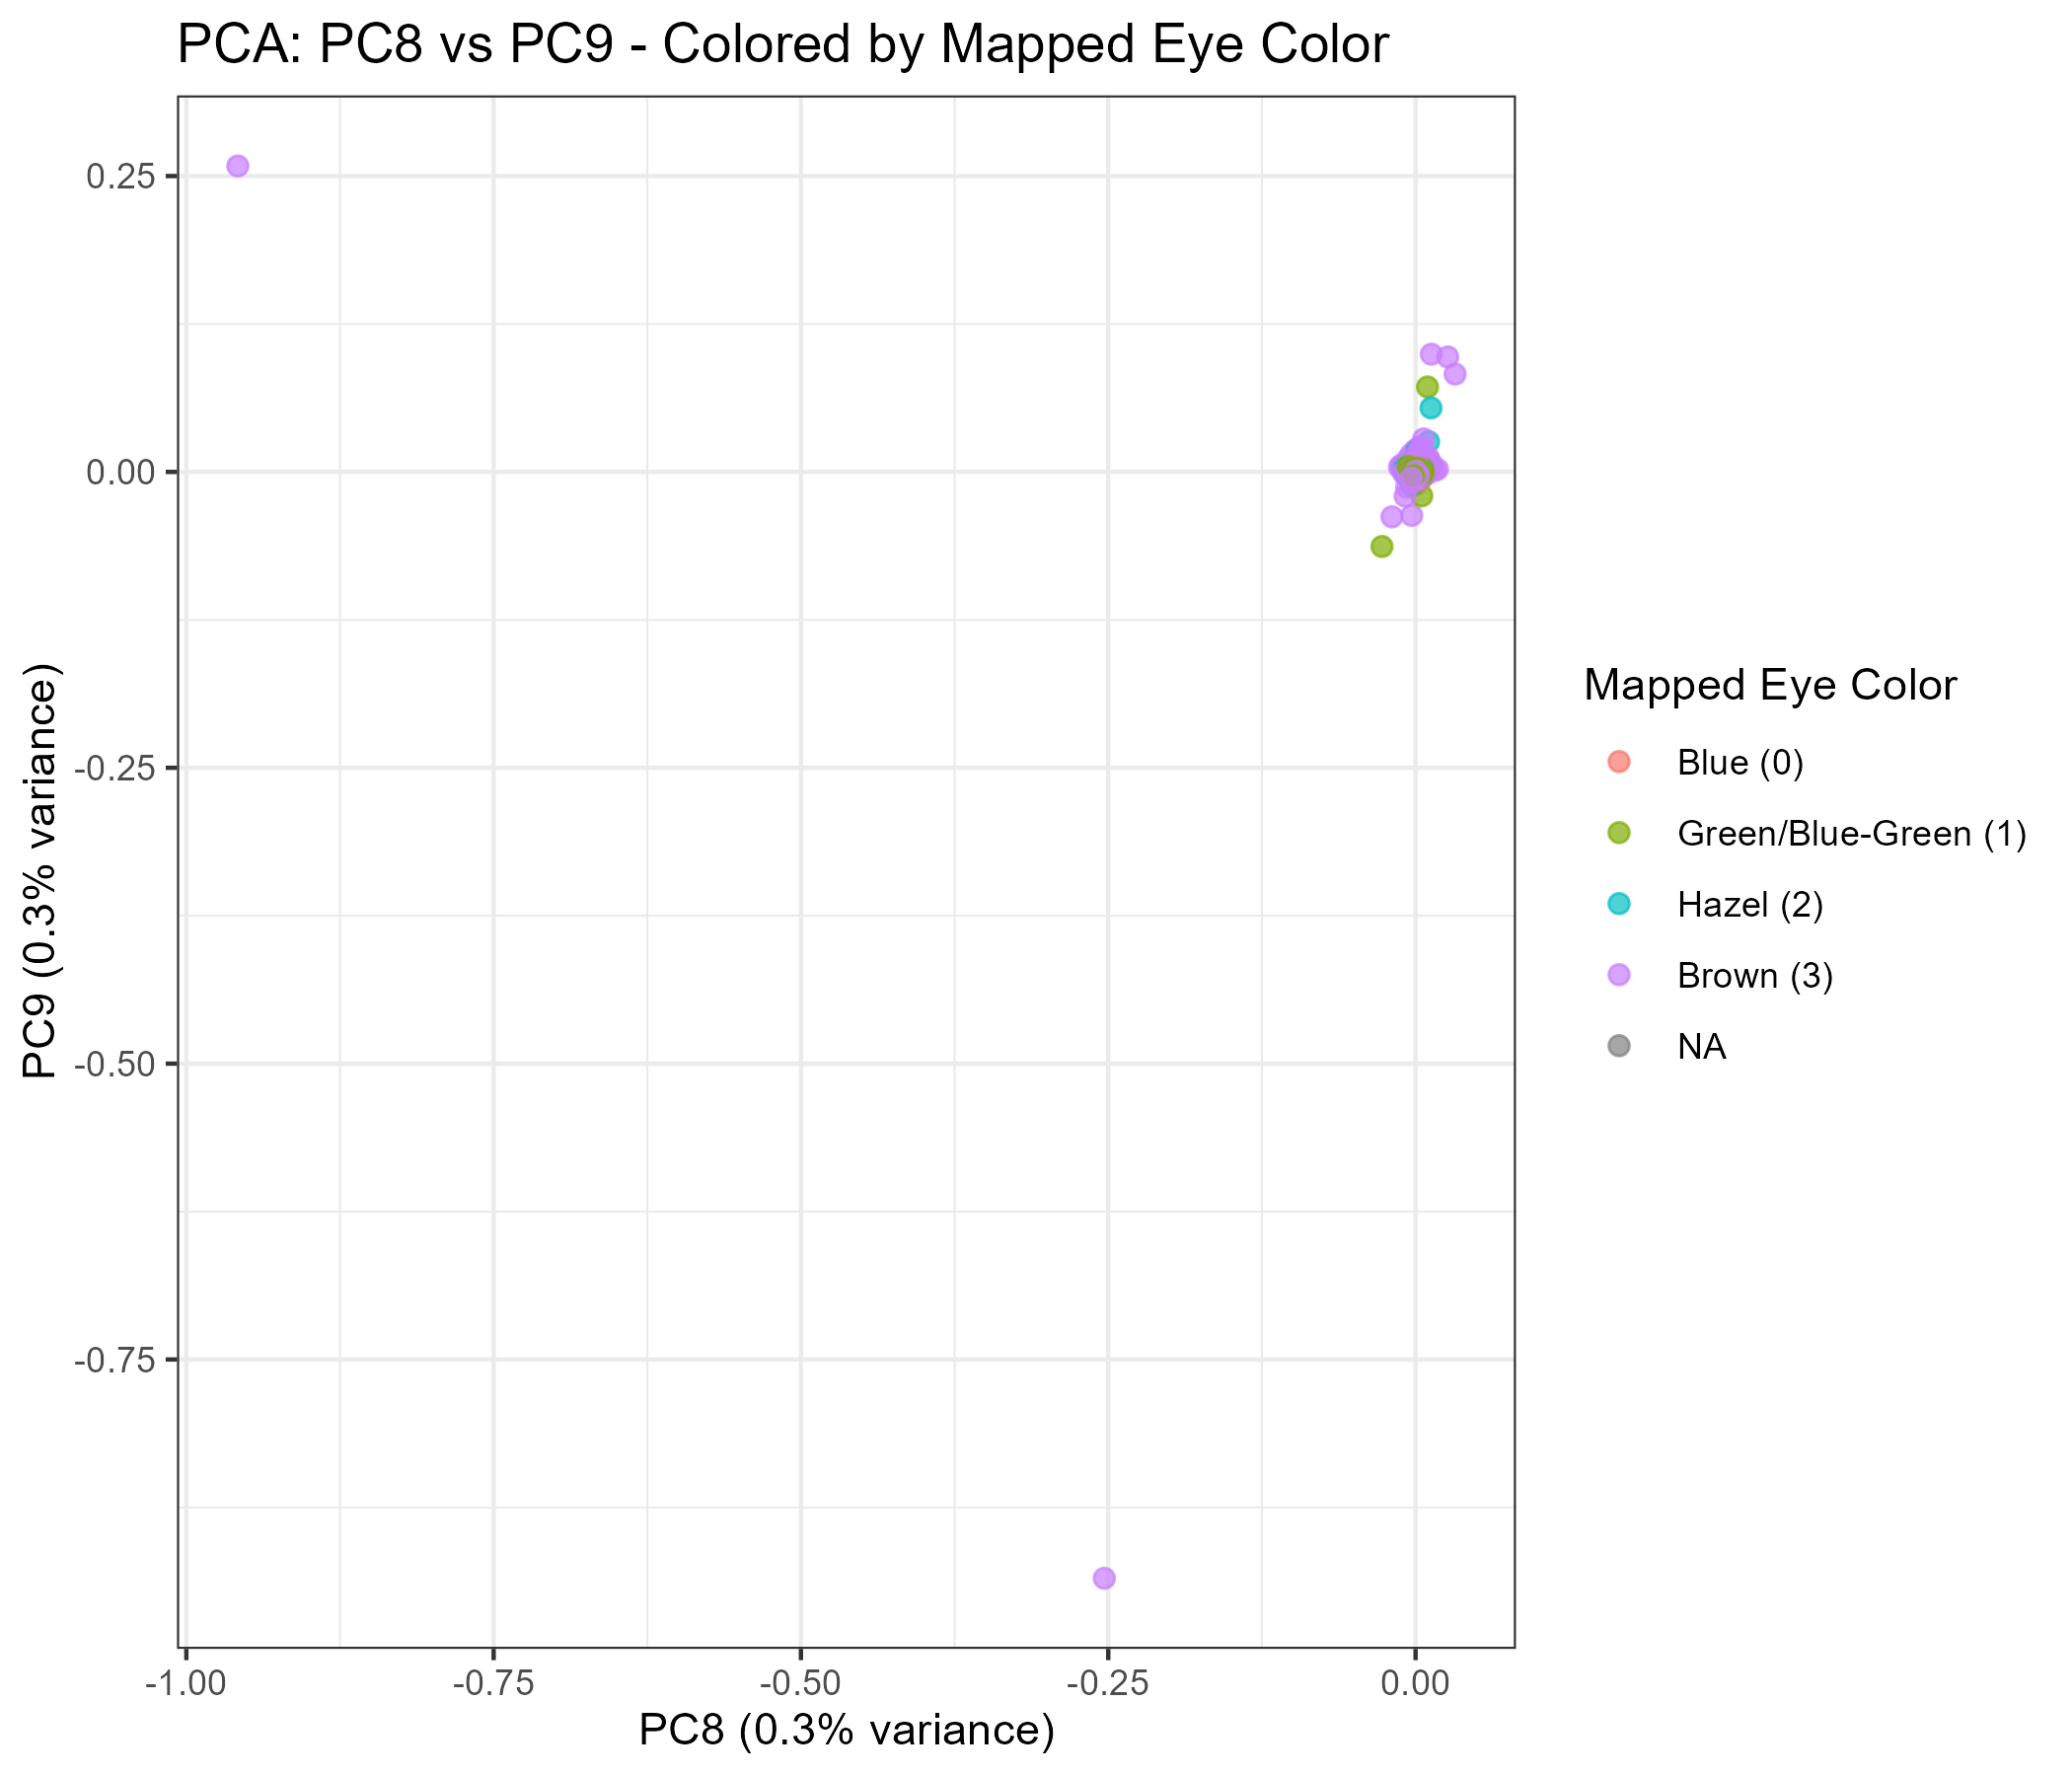 PCA: PC8 vs PC9 - Colored by Mapped Eye Color
0.25
0.00
-0.25
-0.50
-0.75
PC9 (0.3% variance)
-1.00
-0.75
-0.50
-0.25
0.00
PC8 (0.3% variance)
Mapped Eye Color
Blue (0)
Green/Blue-Green (1)
Hazel (2)
Brown (3)
NA